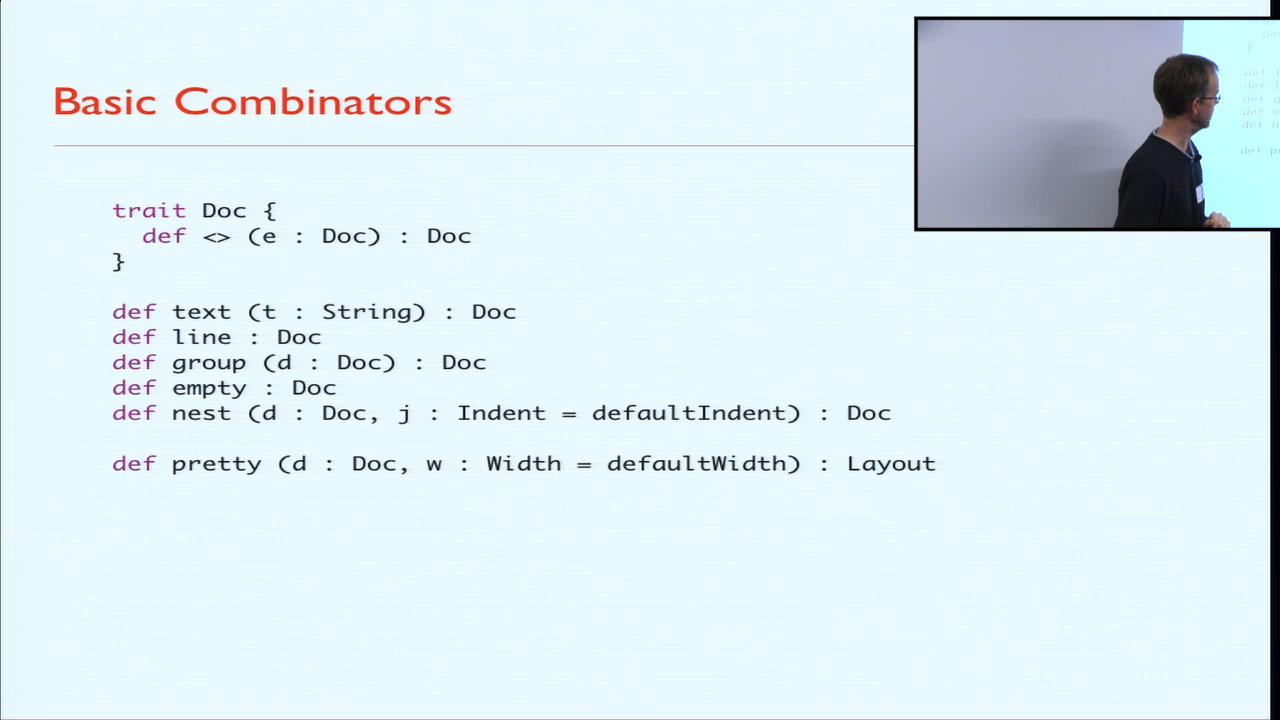 Basic Combinators
trait Doc {
def <> (e : Doc) : Doc
}
def text (t : String) : Doc
def line : Doc
def group (d : Doc) : Doc
def empty : Doc
def nest (d : Doc, j : Indent = defaultIndent) : Doc
def pretty (d : Doc, w : Width = defaultWidth) : Layout